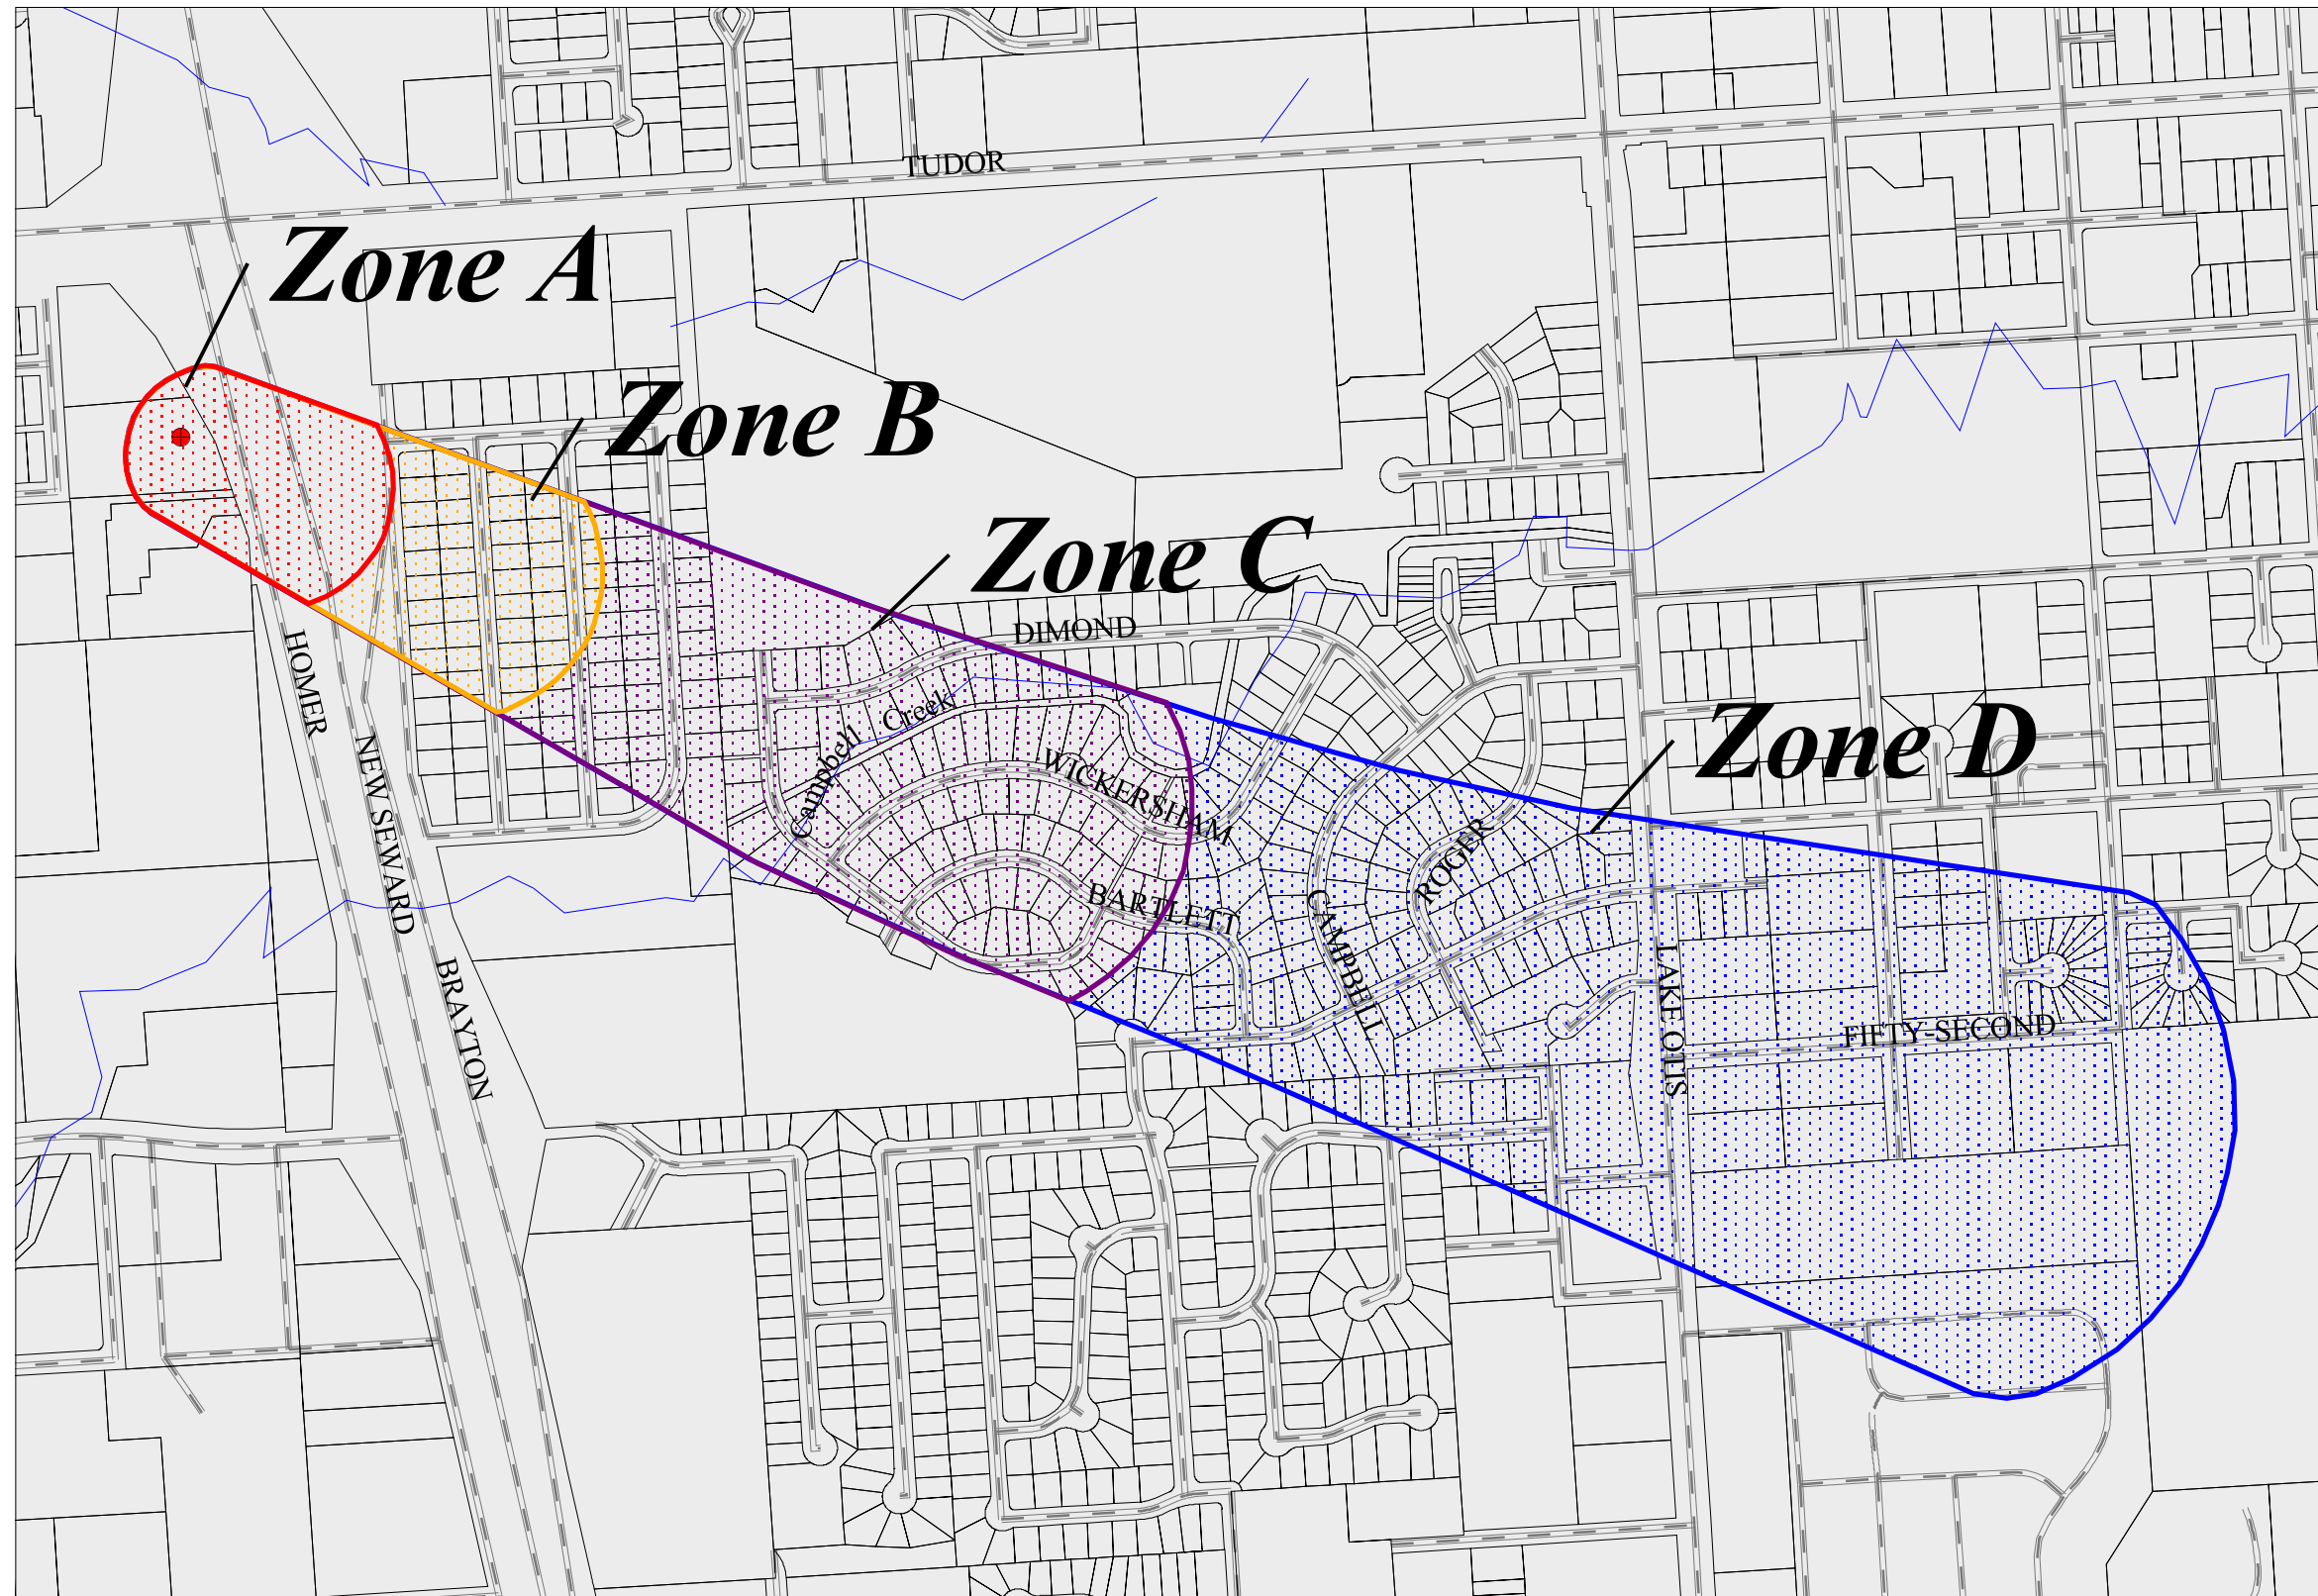 TUDOR
Zone A
Zone B
Zone C
DIMOND
HOMER
Campbell Creek
Zone D
NEW SEWARD
WICKERSHAM
ROGER
BARTLETT
CAMPBELL
LAKE OTIS
BRAYTON
FIFTY-SECOND